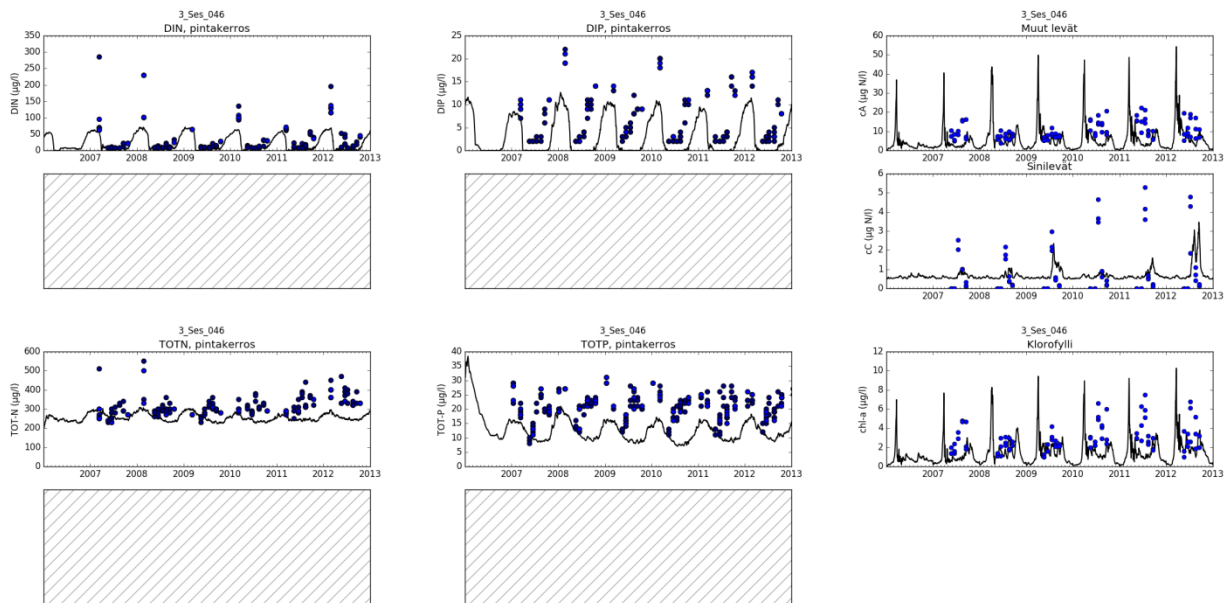 3_Ses_046
DIN, pintakerros
DIN (µg/l)
350
300
250
200
150
100
50
0
2007 2008 2009 2010 2011 2012 2013
3_Ses_046
DIP, pintakerros
DIP (µg/l)
25
20
15
10
5
0
2007 2008 2009 2010 2011 2012 2013
3_Ses_046
Muut levät
cA (µg N/l)
60
50
40
30
20
10
0
2007 2008 2009 2010 2011 2012 2013
Sinilevät
cC (µg N/l)
6
5
4
3
2
1
0
2007 2008 2009 2010 2011 2012 2013
3_Ses_046
TOTN, pintakerros
TOT-N (µg/l)
600
500
400
300
200
100
0
2007 2008 2009 2010 2011 2012 2013
3_Ses_046
TOTP, pintakerros
TOT-P (µg/l)
40
35
30
25
20
15
10
5
0
2007 2008 2009 2010 2011 2012 2013
3_Ses_046
Klorofylli
chl-a (µg/l)
12
10
8
6
4
2
0
2007 2008 2009 2010 2011 2012 2013